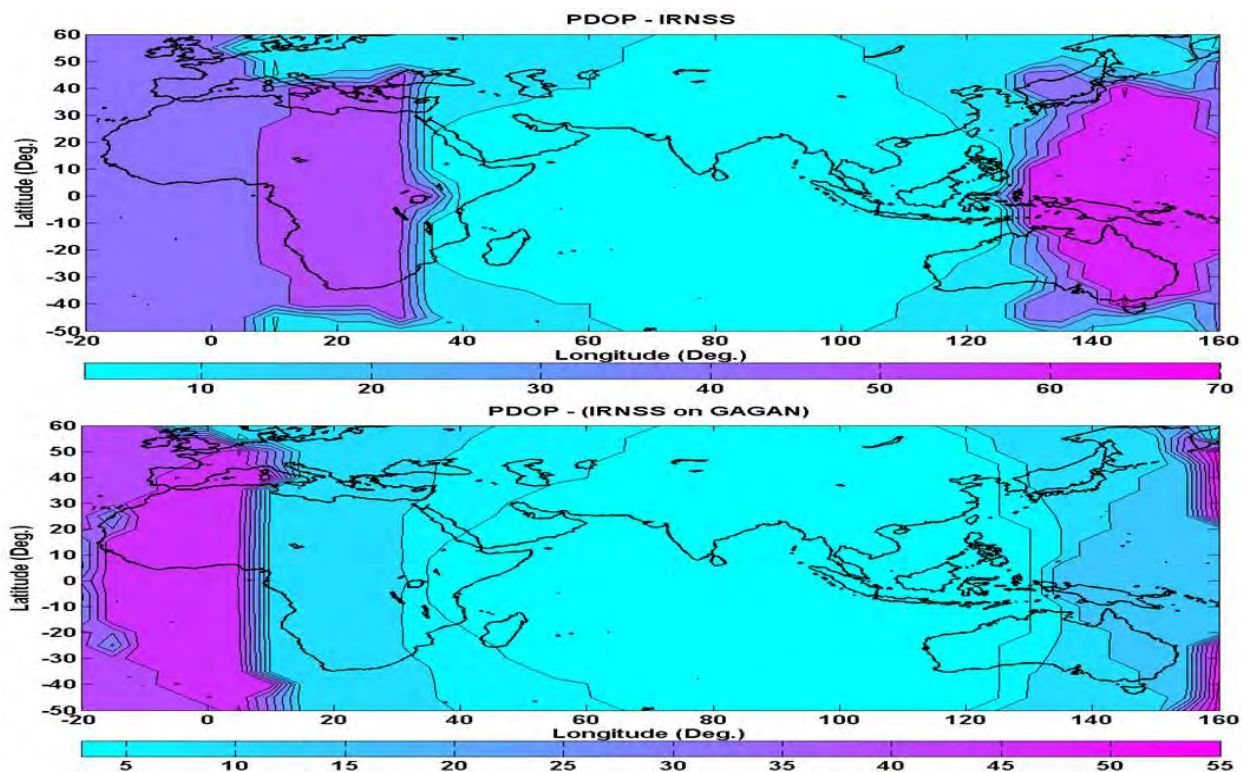 PDOP - IRNSS
60
50
40
30
20
10
0
-10
-20
-30
-40
-50
Latitude (Deg.)
-20 0 20 40 60 80 100 120 140 160
Longitude (Deg.)
10 20 30 40 50 60 70
PDOP - (IRNSS on GAGAN)
60
50
40
30
20
10
0
-10
-20
-30
-40
-50
Latitude (Deg.)
-20 0 20 40 60 80 100 120 140 160
Longitude (Deg.)
5 10 15 20 25 30 35 40 45 50 55